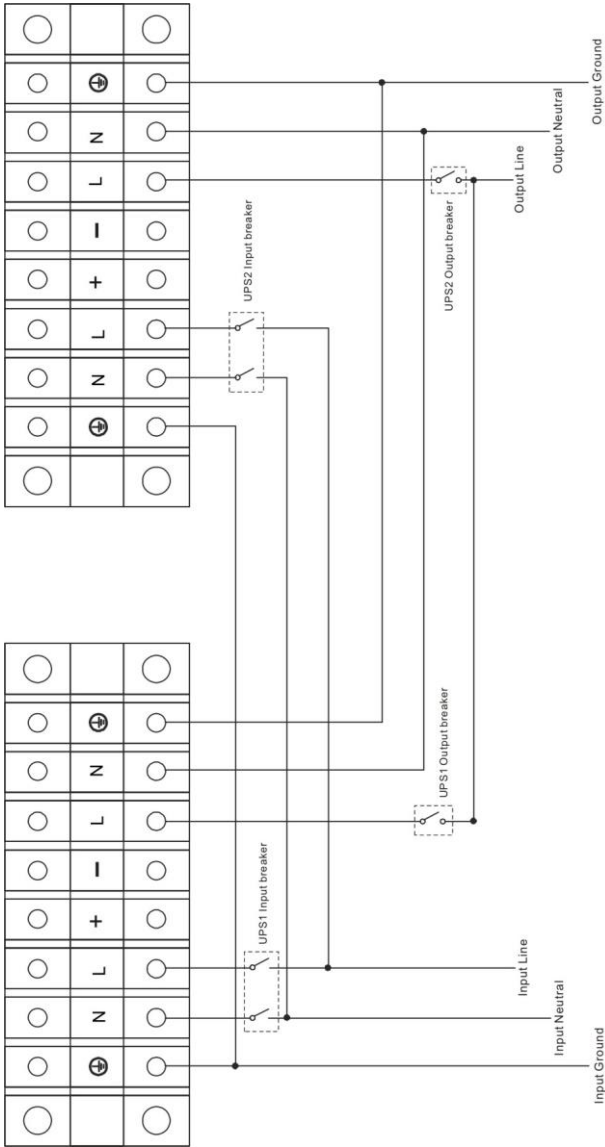 N
L
–
+
L
N
UPS2 Input breaker
UPS2 Output breaker
Output Line
Output Neutral
Output Ground
N
L
–
+
L
N
UPS1 Input breaker
UPS1 Output breaker
Input Line
Input Neutral
Input Ground